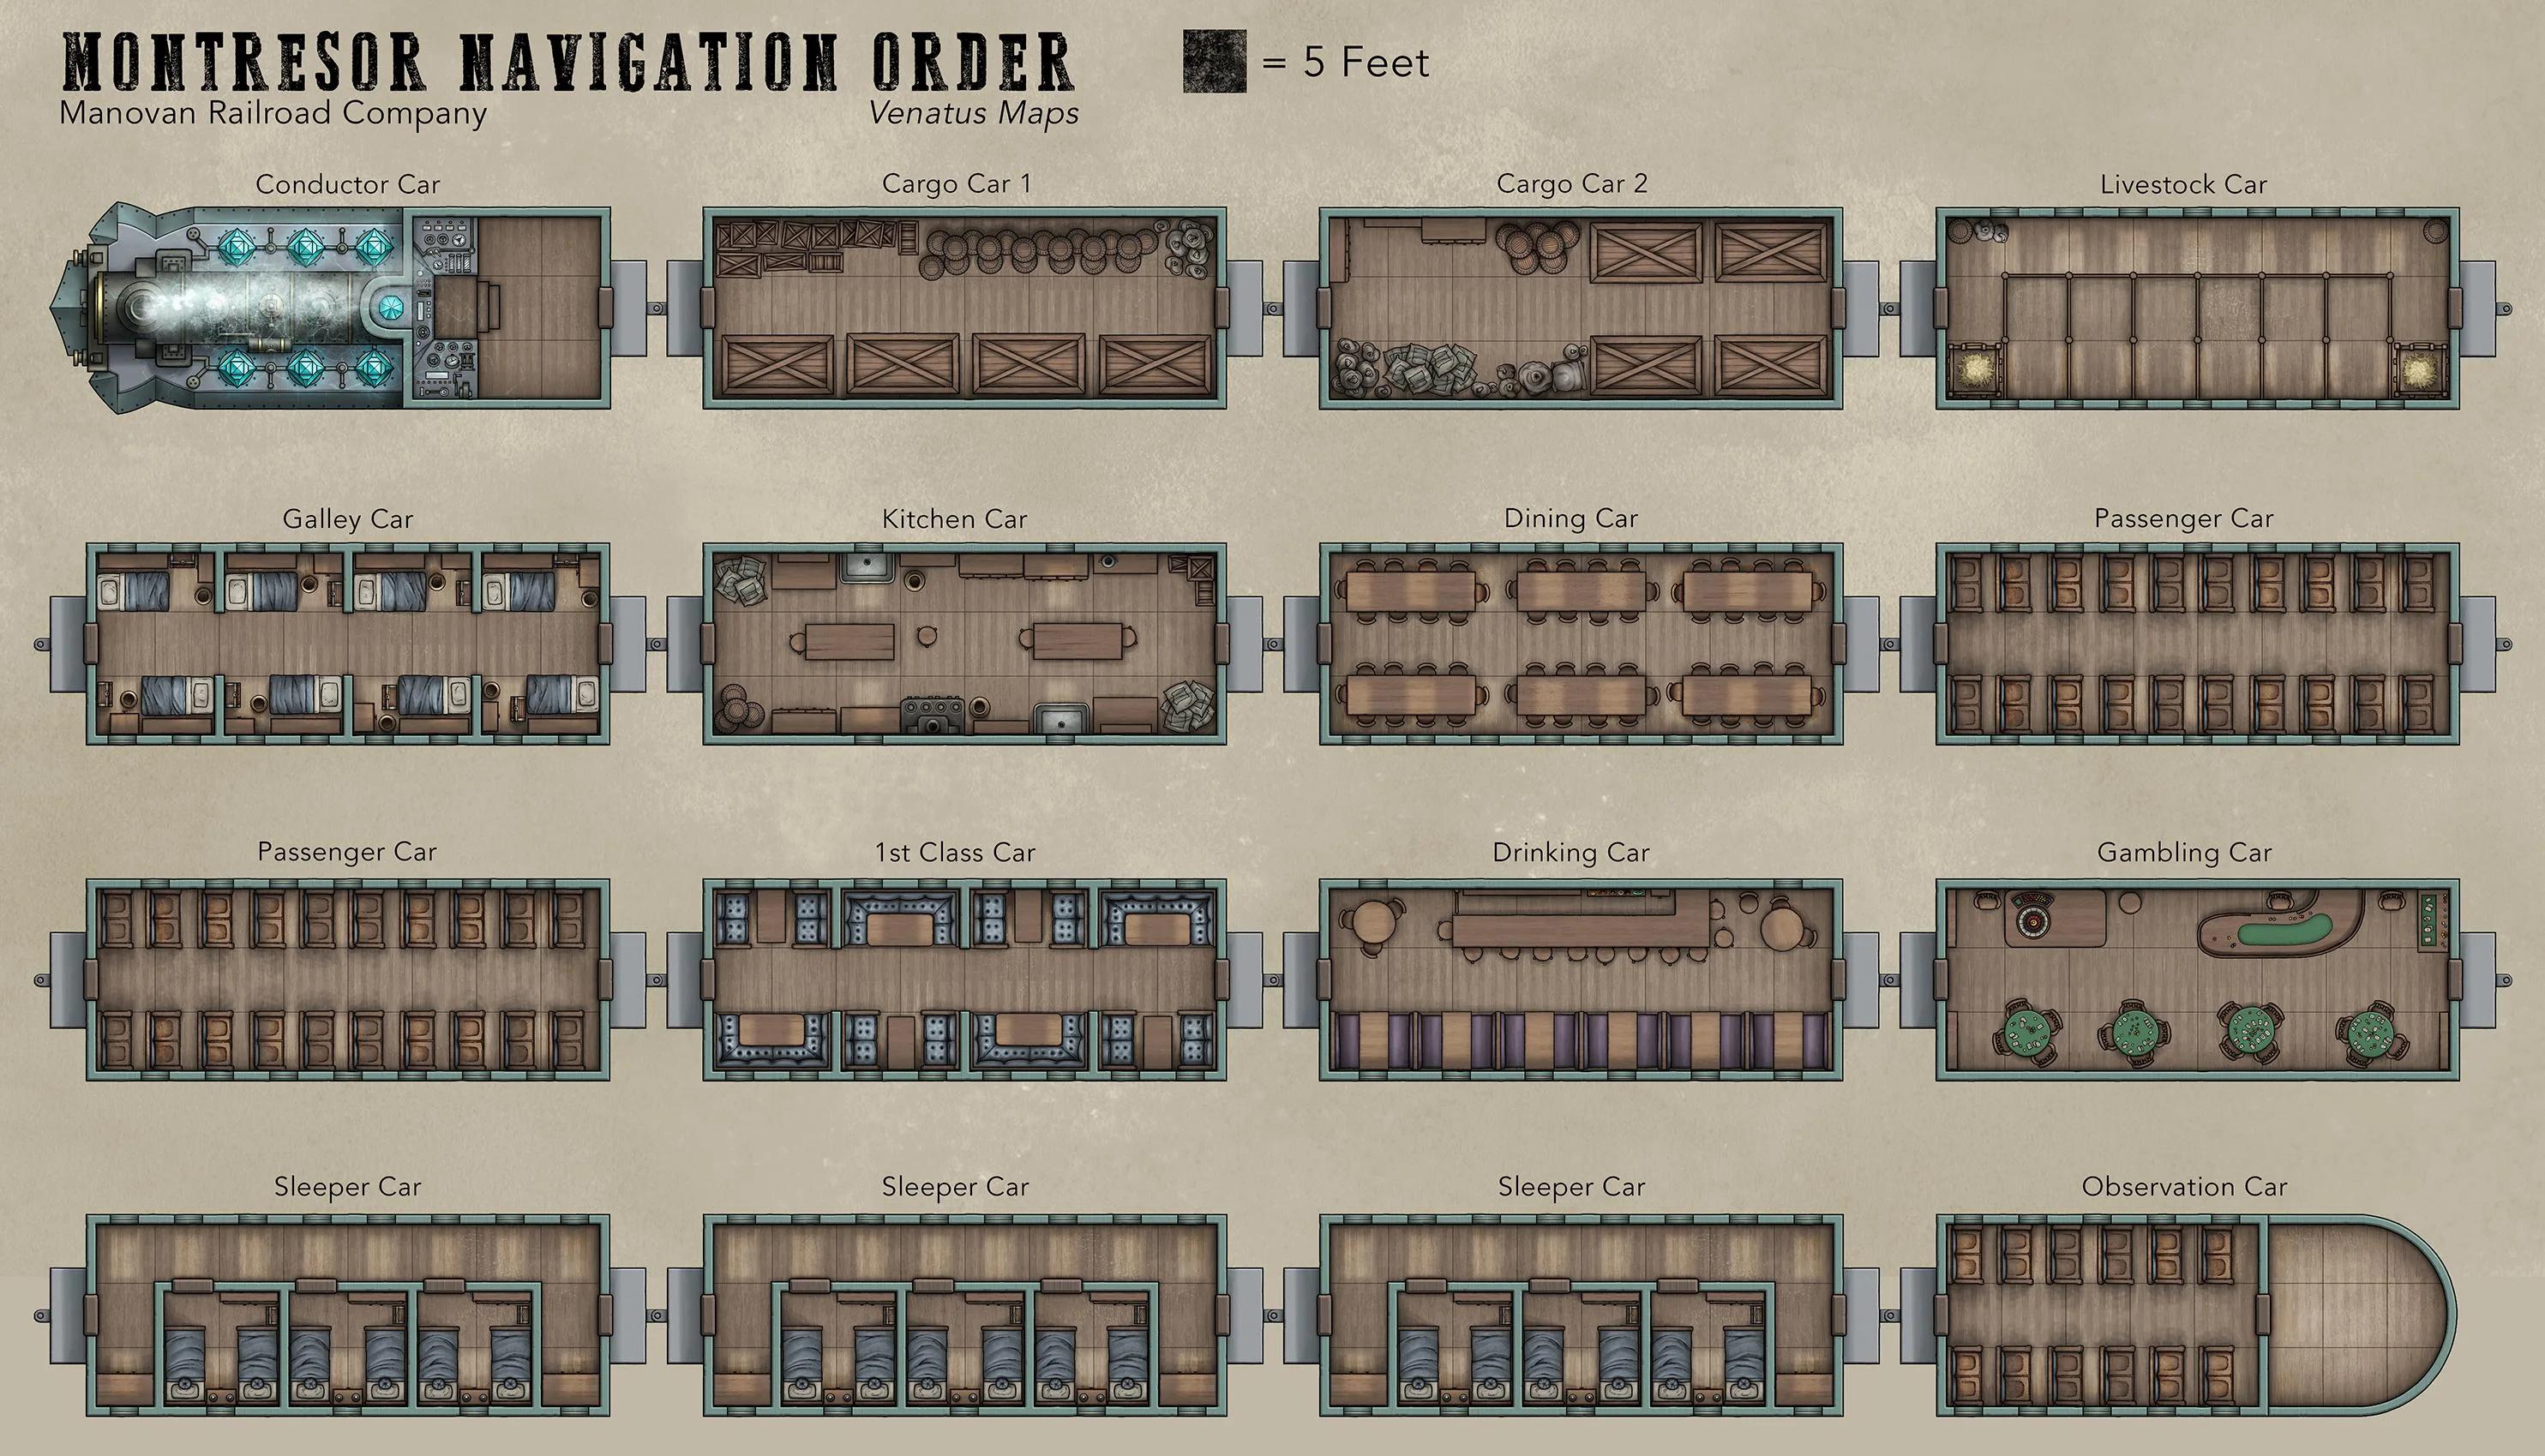 MONTRESOR NAVIGATION ORDER
Manovan Railroad Company
Venatus Maps
= 5 Feet
Conductor Car
Cargo Car 1
Cargo Car 2
Livestock Car
Galley Car
Kitchen Car
Dining Car
Passenger Car
Passenger Car
1st Class Car
Drinking Car
Gambling Car
Sleeper Car
Sleeper Car
Sleeper Car
Observation Car